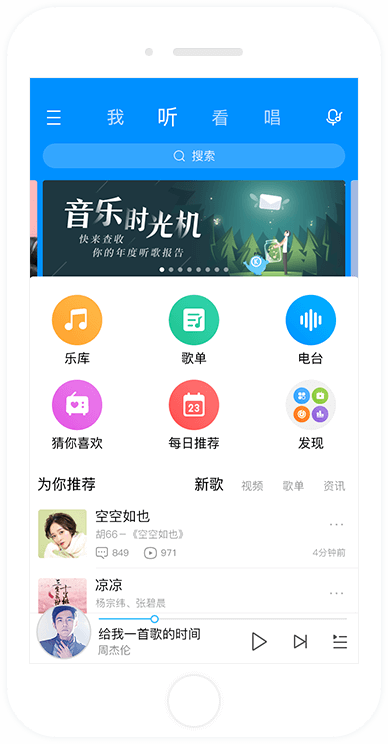 我 听 看 唱
搜索
音乐时光机
快来查收
你的年度听歌报告
乐库 歌单 电台
23
猜你喜欢 每日推荐 发现
为你推荐 新歌 视频 歌单 资讯
空空如也
胡66－《空空如也》
849 971 4分钟前
凉凉
杨宗纬、张碧晨
给我一首歌的时间
周杰伦